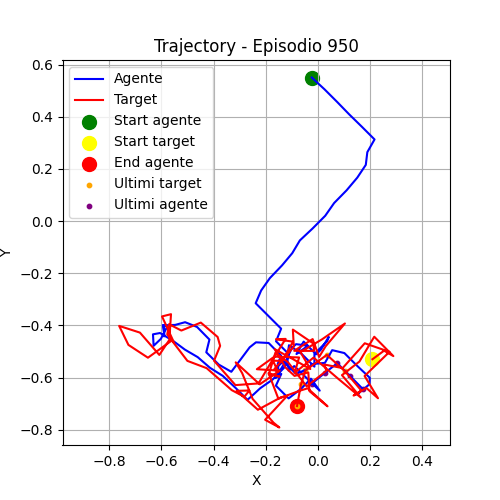 Trajectory - Episodio 950
Agente
Target
Start agente
Start target
End agente
Ultimi target
Ultimi agente
0.6
0.4
0.2
0.0
−0.2
−0.4
−0.6
−0.8
Y
−0.8
−0.6
−0.4
−0.2
0.0
0.2
0.4
X